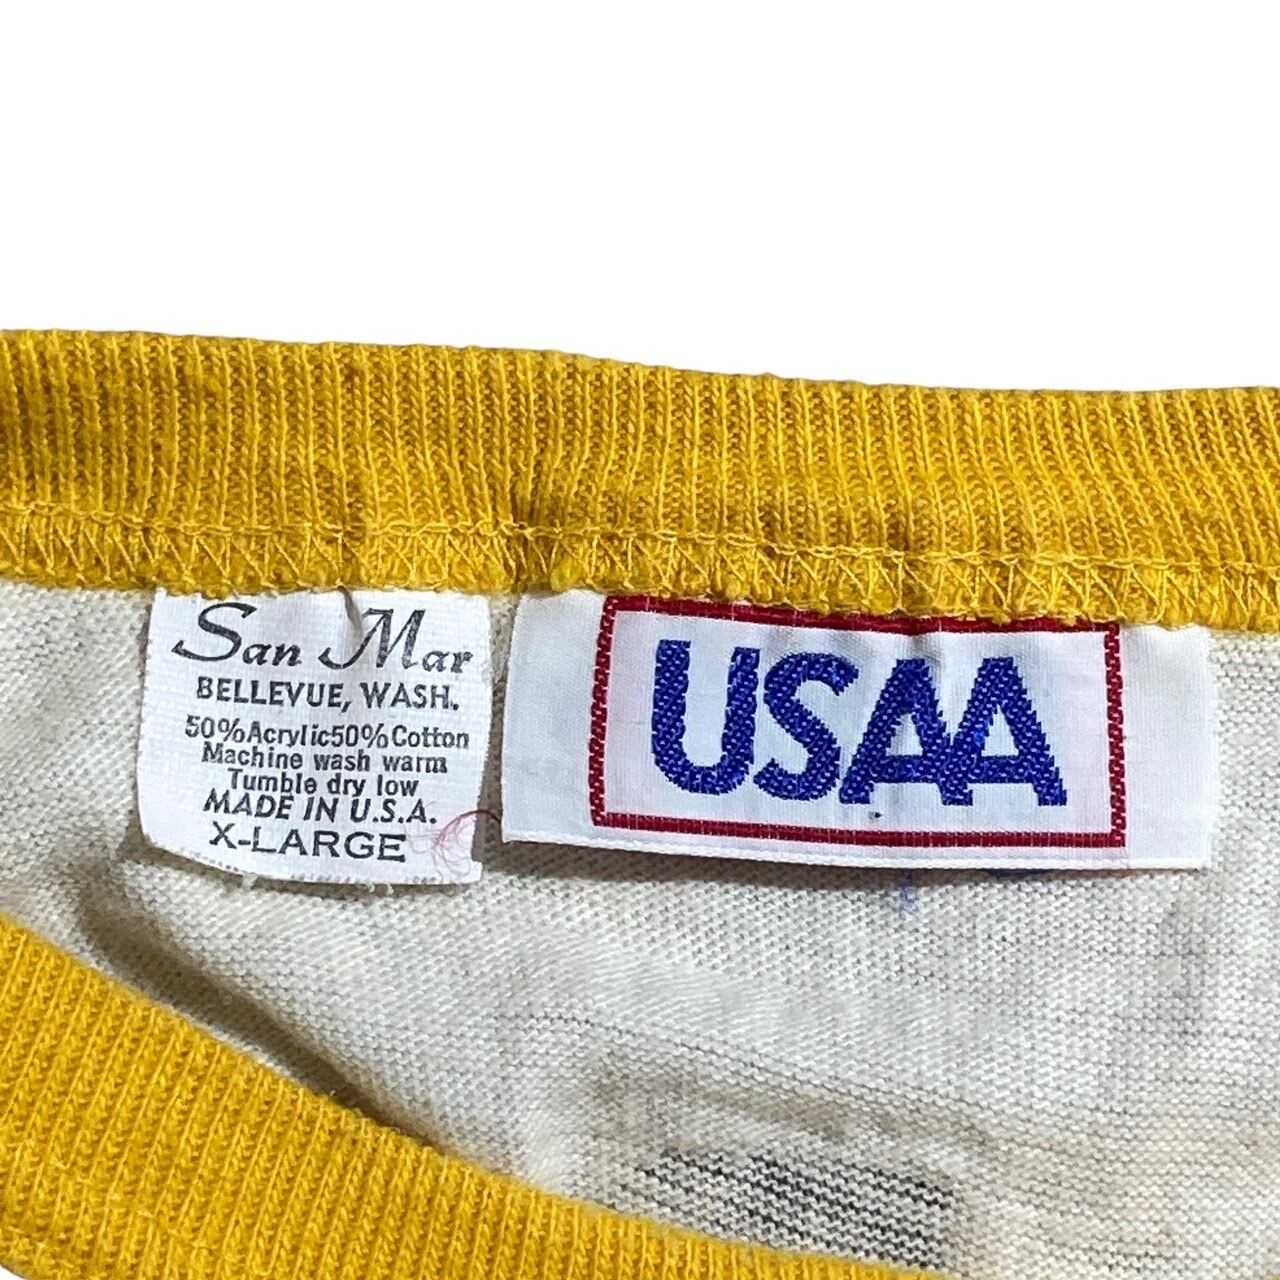 San Mar
BELLEVUE, WASH.
50%Acrylic50%Cotton
Machine wash warm
Tumble dry low
MADE IN U.S.A.
X-LARGE
USAA